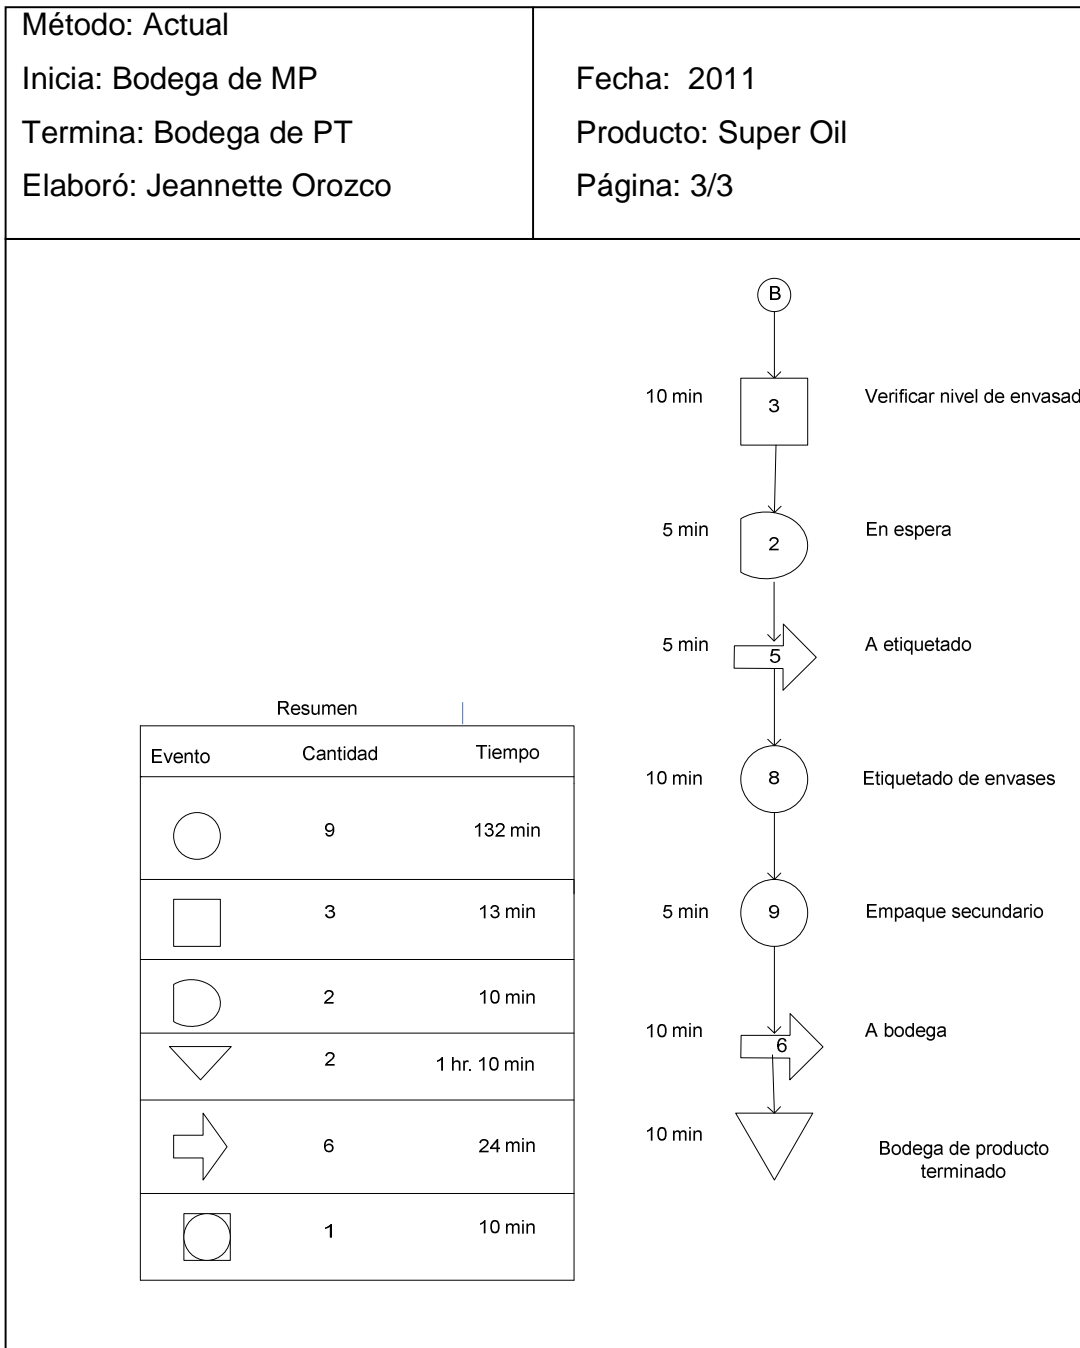 Método: Actual
Inicia: Bodega de MP
Termina: Bodega de PT
Elaboró: Jeannette Orozco
Fecha: 2011
Producto: Super Oil
Página: 3/3
B
10 min 3 Verificar nivel de envasad
5 min 2 En espera
5 min 5 A etiquetado
10 min 8 Etiquetado de envases
5 min 9 Empaque secundario
10 min 6 A bodega
10 min Bodega de producto
terminado
Resumen
Evento Cantidad Tiempo
9 132 min
3 13 min
2 10 min
2 1 hr. 10 min
6 24 min
1 10 min